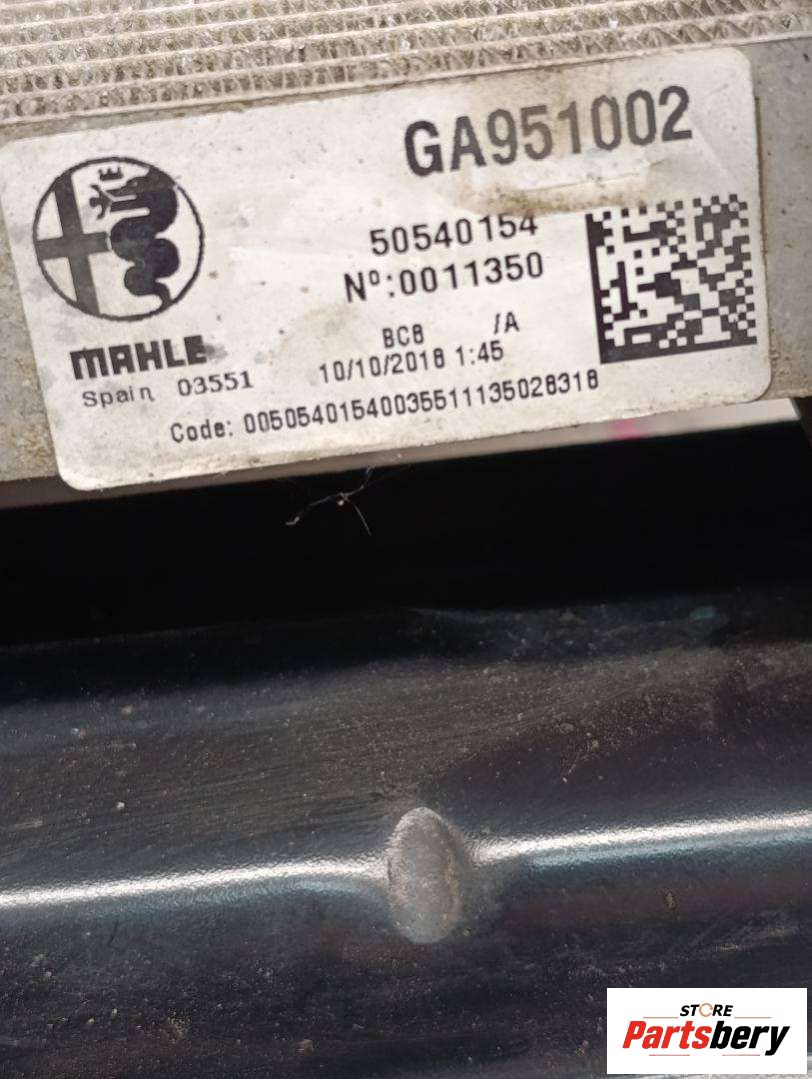 GA951002
50540154
Nº:0011350
MAHLE
BC8 /A
Spain 03551
10/10/2018 1:45
Code: 00505401540035511135028318
STORE
Partsbery